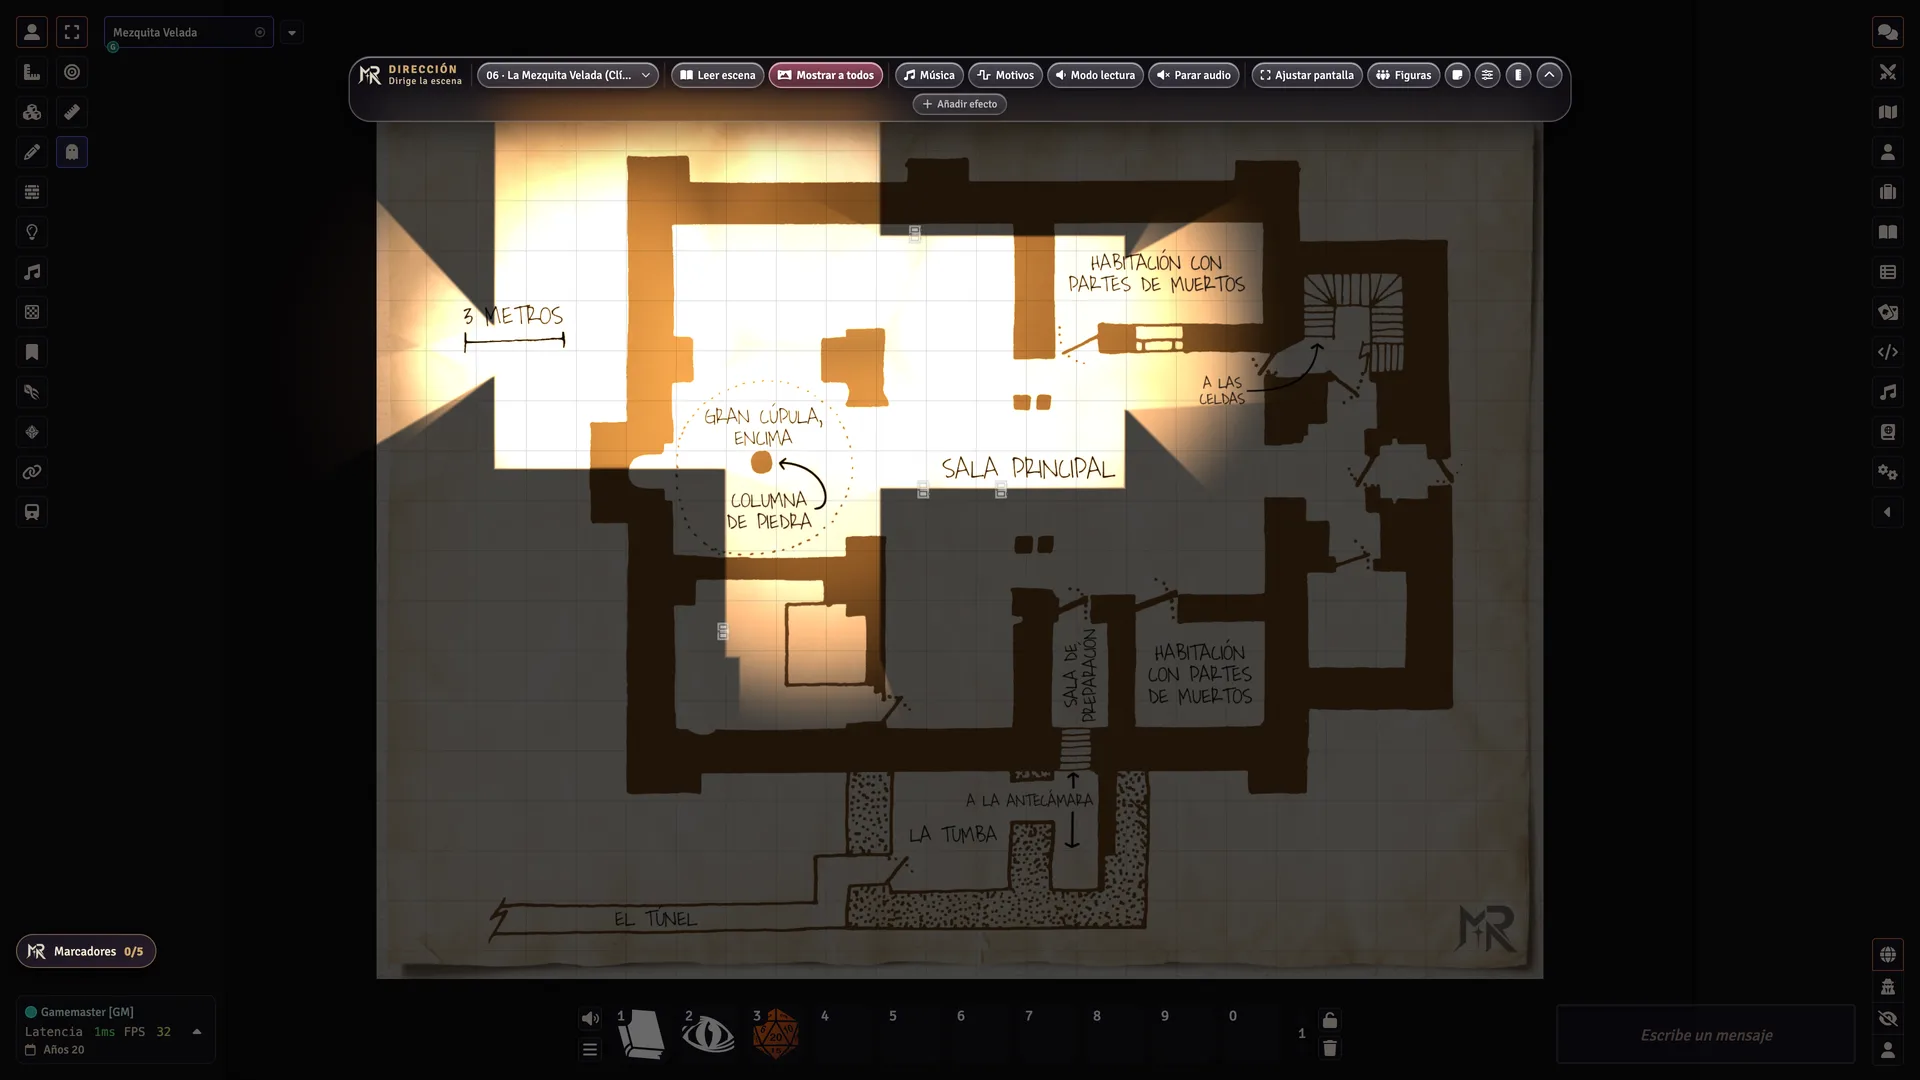 Mezquita Velada
G
DIRECCIÓN
Dirige la escena
06 · La Mezquita Velada (Clí...
Leer escena
Mostrar a todos
Música
Motivos
Modo lectura
Parar audio
Ajustar pantalla
Figuras
Añadir efecto
3 METROS
HABITACIÓN CON
PARTES DE MUERTOS
A LAS
CELDAS
GRAN CÚPULA,
ENCIMA
SALA PRINCIPAL
COLUMNA
DE PIEDRA
SALA DE
PREPARACIÓN
HABITACIÓN
CON PARTES
DE MUERTOS
A LA ANTECÁMARA
LA TUMBA
EL TÚNEL
MR
Marcadores 0/5
Gamemaster [GM]
Latencia 1ms FPS 32
Años 20
1 2 3 4 5 6 7 8 9 0
20
1
Escribe un mensaje